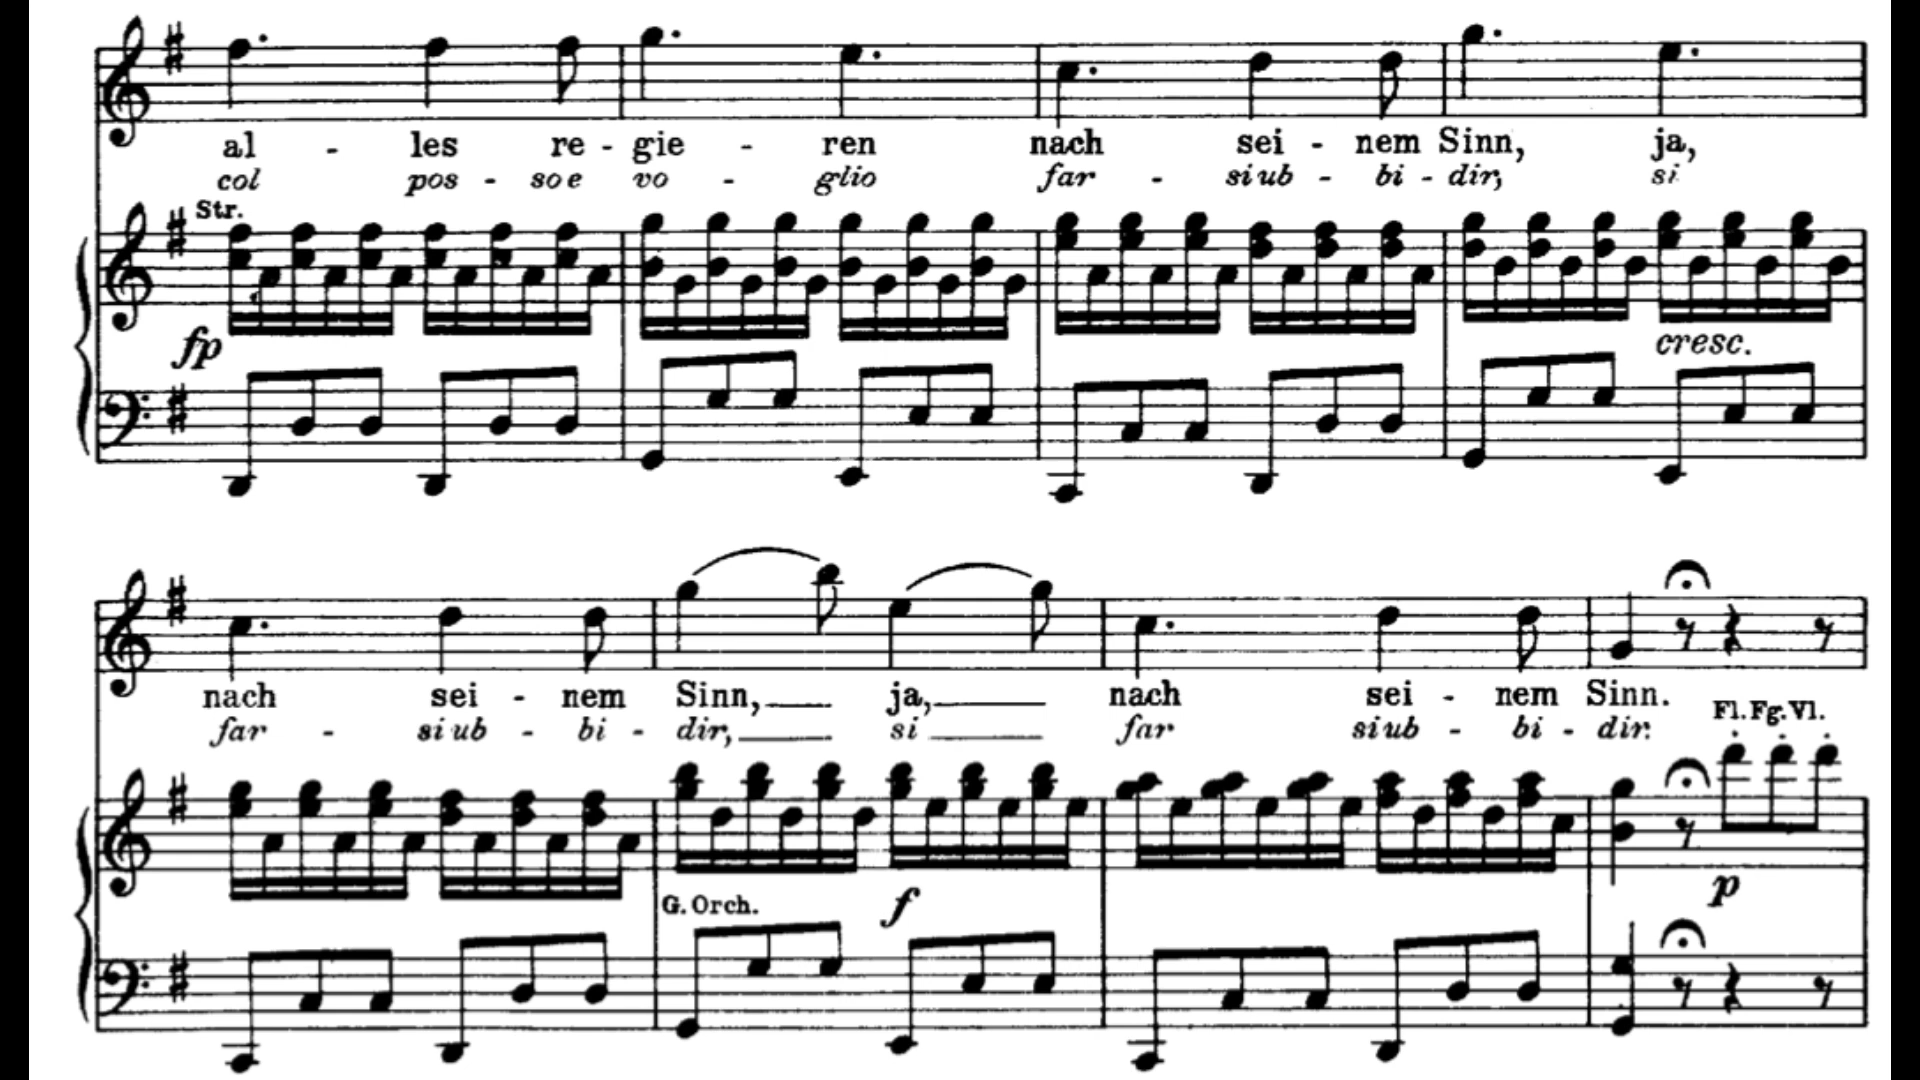 al - les re - gie - ren nach sei - nem Sinn, ja,
col pos - so e vo - glio far - si ub - bi - dir, si
Str.
fp
cresc.
nach sei - nem Sinn, ja, nach sei - nem Sinn.
far - si ub - bi - dir, si far si ub - bi - dir.
Fl. Fg. Vl.
p
G. Orch. f